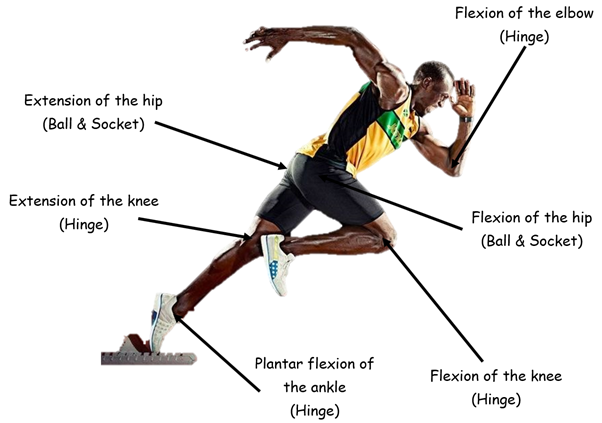 Flexion of the elbow
(Hinge)
Extension of the hip
(Ball & Socket)
Extension of the knee
(Hinge)
Flexion of the hip
(Ball & Socket)
Plantar flexion of
the ankle
(Hinge)
Flexion of the knee
(Hinge)